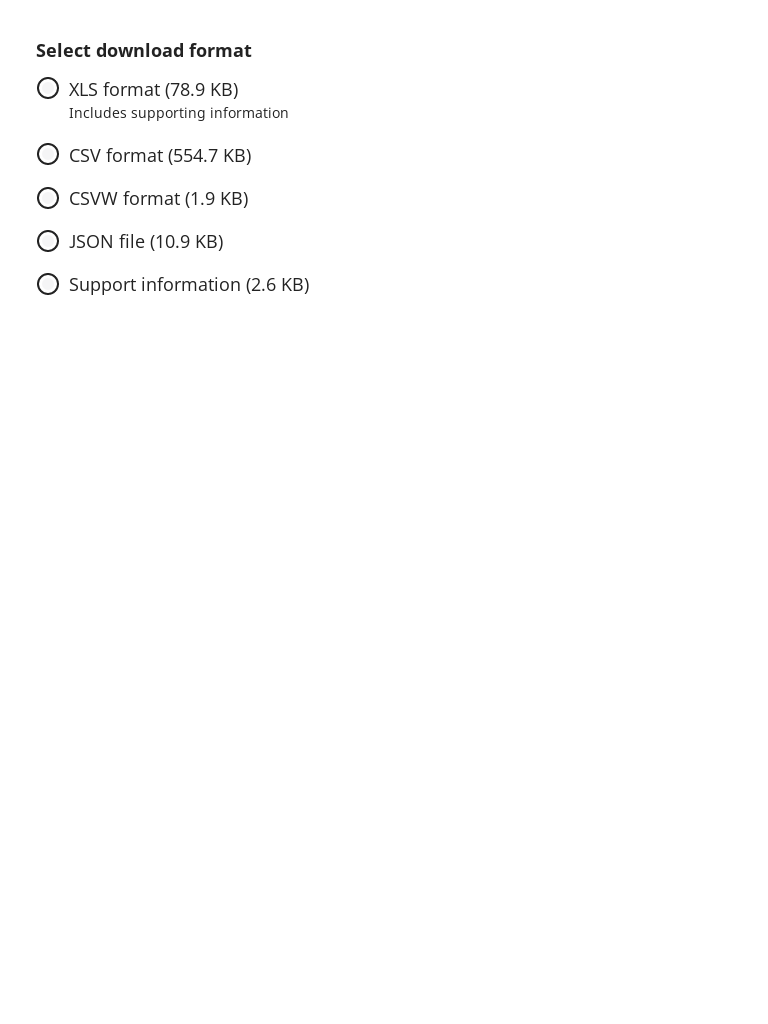 Select download format
XLS format (78.9 KB)
Includes supporting information
CSV format (554.7 KB)
CSVW format (1.9 KB)
JSON file (10.9 KB)
Support information (2.6 KB)